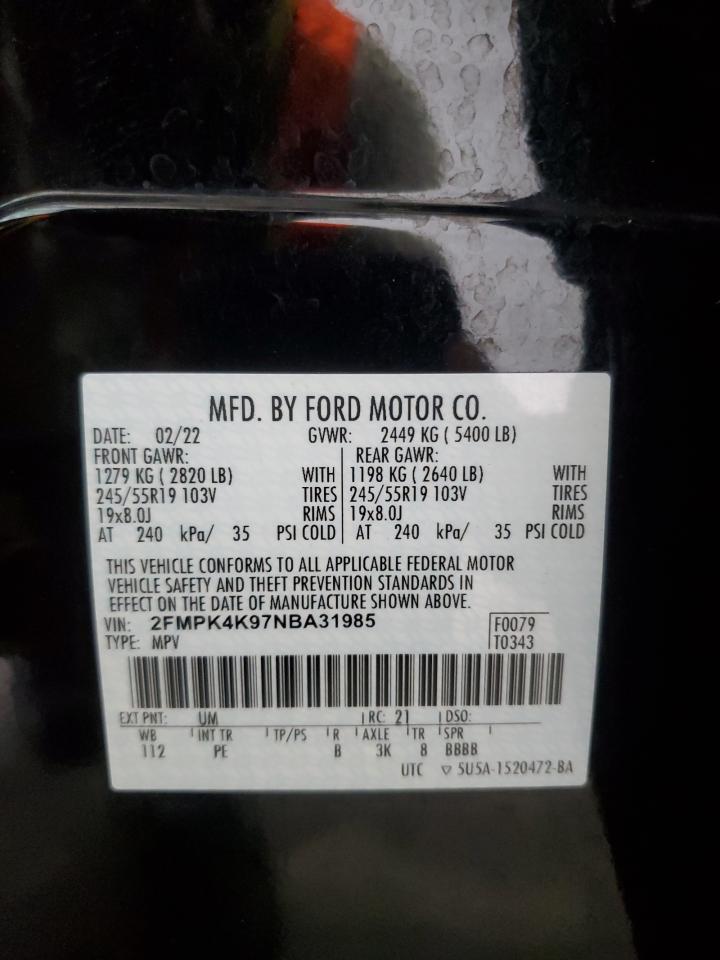 MFD. BY FORD MOTOR CO.
DATE: 02/22 GVWR: 2449 KG ( 5400 LB)
FRONT GAWR: REAR GAWR:
1279 KG ( 2820 LB) WITH 1198 KG ( 2640 LB) WITH
245/55R19 103V TIRES 245/55R19 103V TIRES
19x8.0J RIMS 19x8.0J RIMS
AT 240 kPa/ 35 PSI COLD AT 240 kPa/ 35 PSI COLD
THIS VEHICLE CONFORMS TO ALL APPLICABLE FEDERAL MOTOR
VEHICLE SAFETY AND THEFT PREVENTION STANDARDS IN
EFFECT ON THE DATE OF MANUFACTURE SHOWN ABOVE.
VIN: 2FMPK4K97NBA31985 F0079
TYPE: MPV T0343
EXT PNT: UM RC: 21 DSO:
WB INT TR TP/PS R AXLE TR SPR
112 PE B 3K 8 BBBB
UTC ▽ 5U5A-1520472-BA